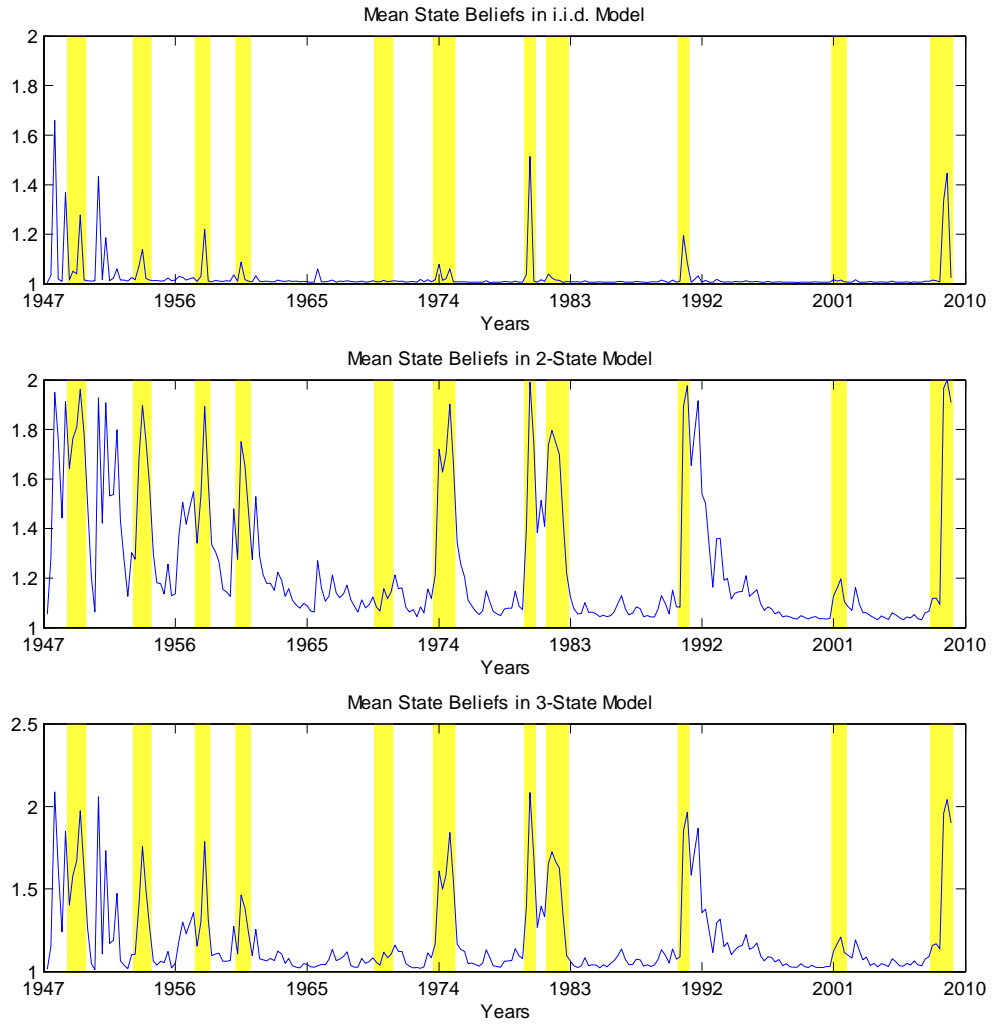 Mean State Beliefs in i.i.d. Model
2
1.8
1.6
1.4
1.2
1
1947 1956 1965 1974 1983 1992 2001 2010
Years
Mean State Beliefs in 2-State Model
2
1.8
1.6
1.4
1.2
1
1947 1956 1965 1974 1983 1992 2001 2010
Years
Mean State Beliefs in 3-State Model
2.5
2
1.5
1
1947 1956 1965 1974 1983 1992 2001 2010
Years